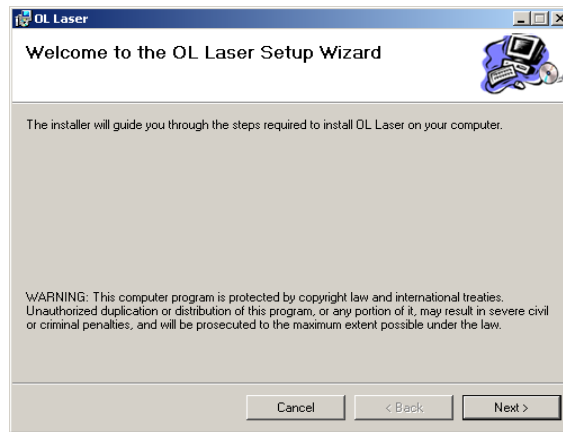 OL Laser
Welcome to the OL Laser Setup Wizard
The installer will guide you through the steps required to install OL Laser on your computer.
WARNING: This computer program is protected by copyright law and international treaties.
Unauthorized duplication or distribution of this program, or any portion of it, may result in severe civil
or criminal penalties, and will be prosecuted to the maximum extent possible under the law.
Cancel
< Back
Next >